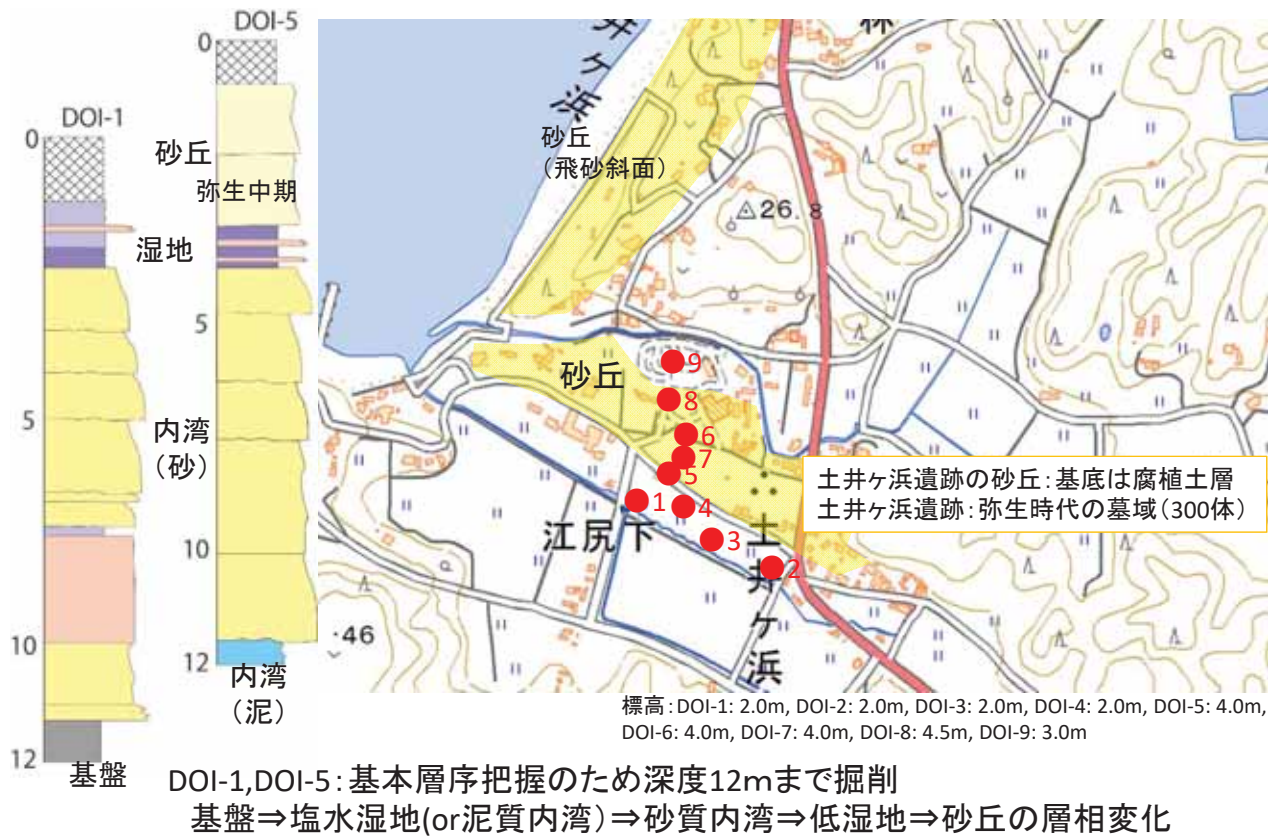 DOI-5
0
DOI-1
0
砂丘
弥生中期
湿地
5
5
内湾
(砂)
10
10
12
内湾
(泥)
12
基盤
井ヶ浜
砂丘
(飛砂斜面)
林
26.8
砂丘
9
8
6
7
5
1
4
3
2
江尻下
土井ヶ浜
・46
土井ヶ浜遺跡の砂丘:基底は腐植土層
土井ヶ浜遺跡:弥生時代の墓域(300体)
標高:DOI-1: 2.0m, DOI-2: 2.0m, DOI-3: 2.0m, DOI-4: 2.0m, DOI-5: 4.0m,
DOI-6: 4.0m, DOI-7: 4.0m, DOI-8: 4.5m, DOI-9: 3.0m
DOI-1,DOI-5:基本層序把握のため深度12mまで掘削
基盤⇒塩水湿地(or泥質内湾)⇒砂質内湾⇒低湿地⇒砂丘の層相変化